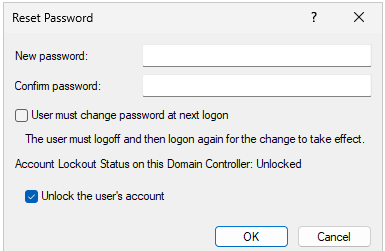 Reset Password
?
New password:
Confirm password:
User must change password at next logon
The user must logoff and then logon again for the change to take effect.
Account Lockout Status on this Domain Controller: Unlocked
Unlock the user's account
OK Cancel